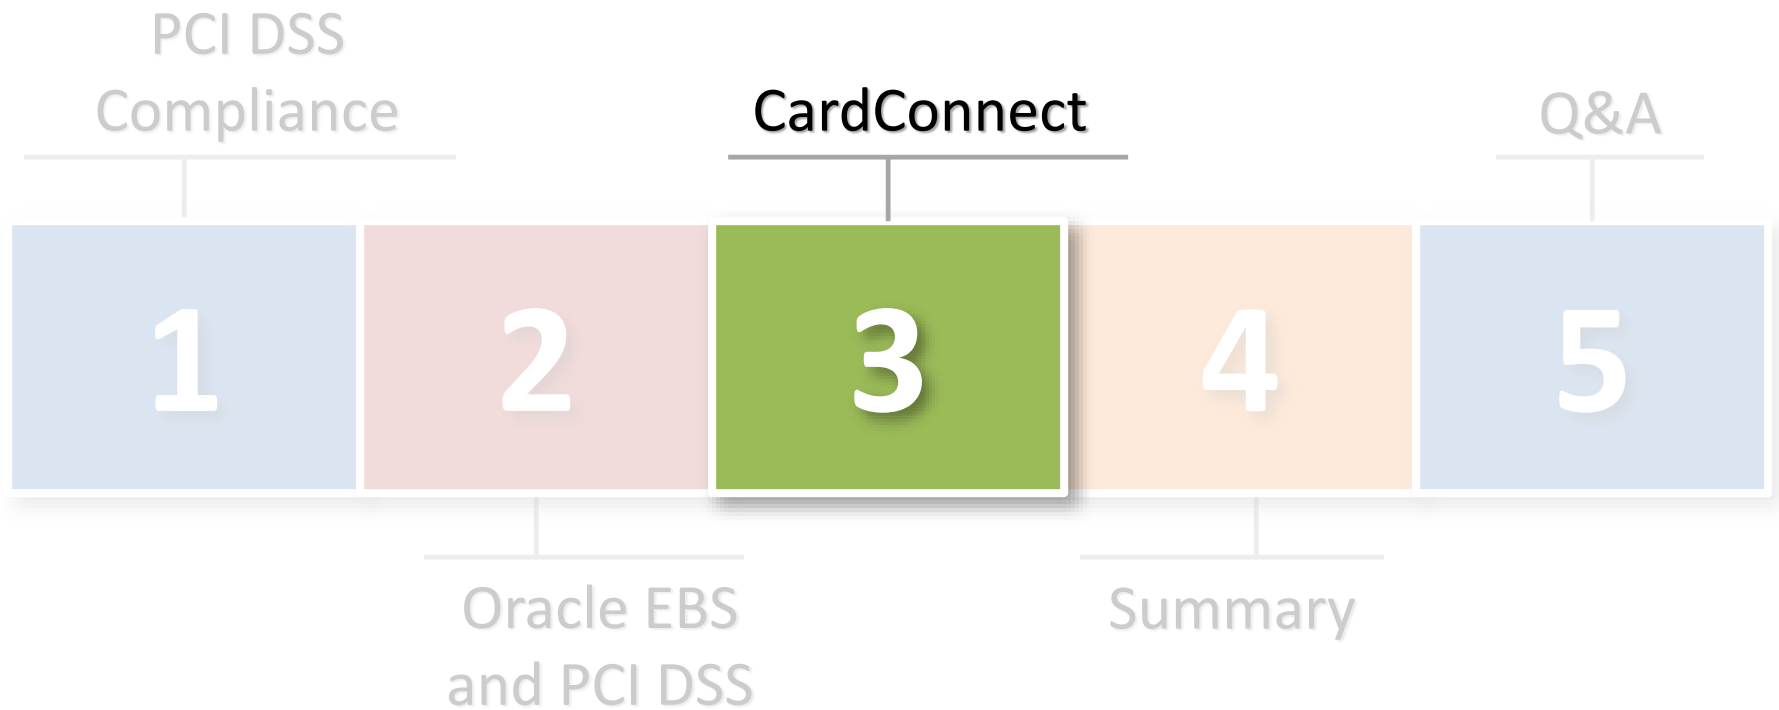 PCI DSS
Compliance
CardConnect
Q&A
1
2
3
4
5
Oracle EBS
and PCI DSS
Summary